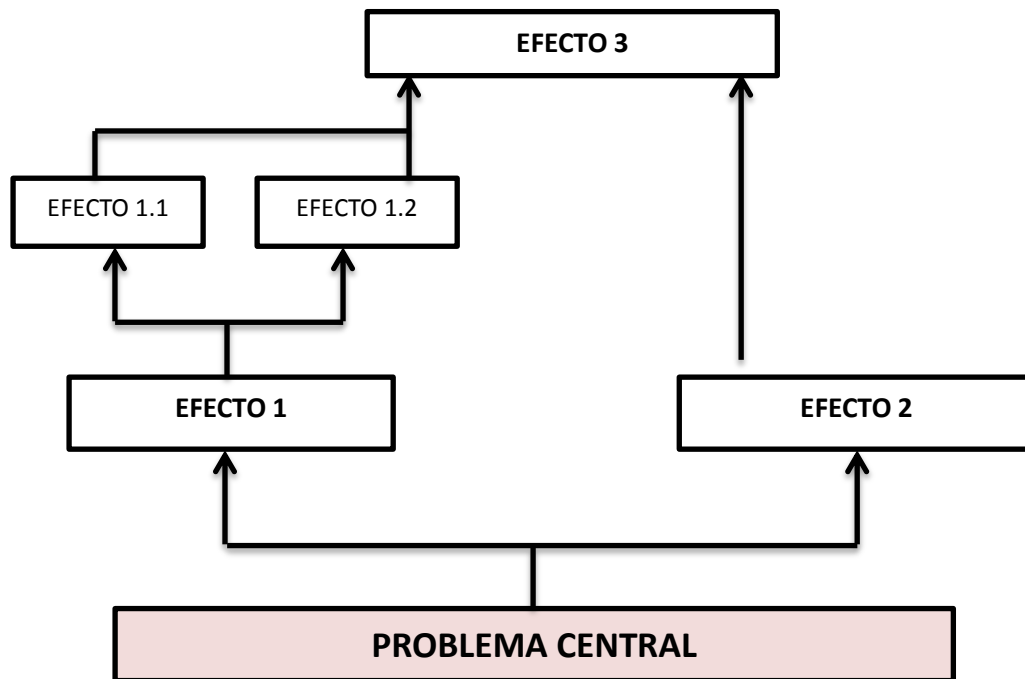 EFECTO 3
EFECTO 1.1
EFECTO 1.2
EFECTO 1
EFECTO 2
PROBLEMA CENTRAL